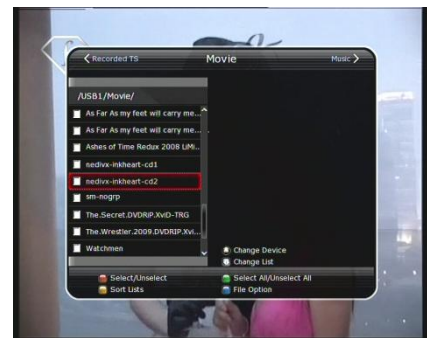 Recorded TS
Movie
Music
/USB1/Movie/
As Far As my feet will carry me...
As Far As my feet will carry me...
Ashes of Time Redux 2008 LiMi...
nedivx-inkheart-cd1
nedivx-inkheart-cd2
sm-nogrp
The.Secret.DVDRiP.XviD-TRG
The.Wrestler.2009.DVDRIP.Xvi...
Watchmen
Change Device
Change List
Select/Unselect
Select All/Unselect All
Sort Lists
File Option